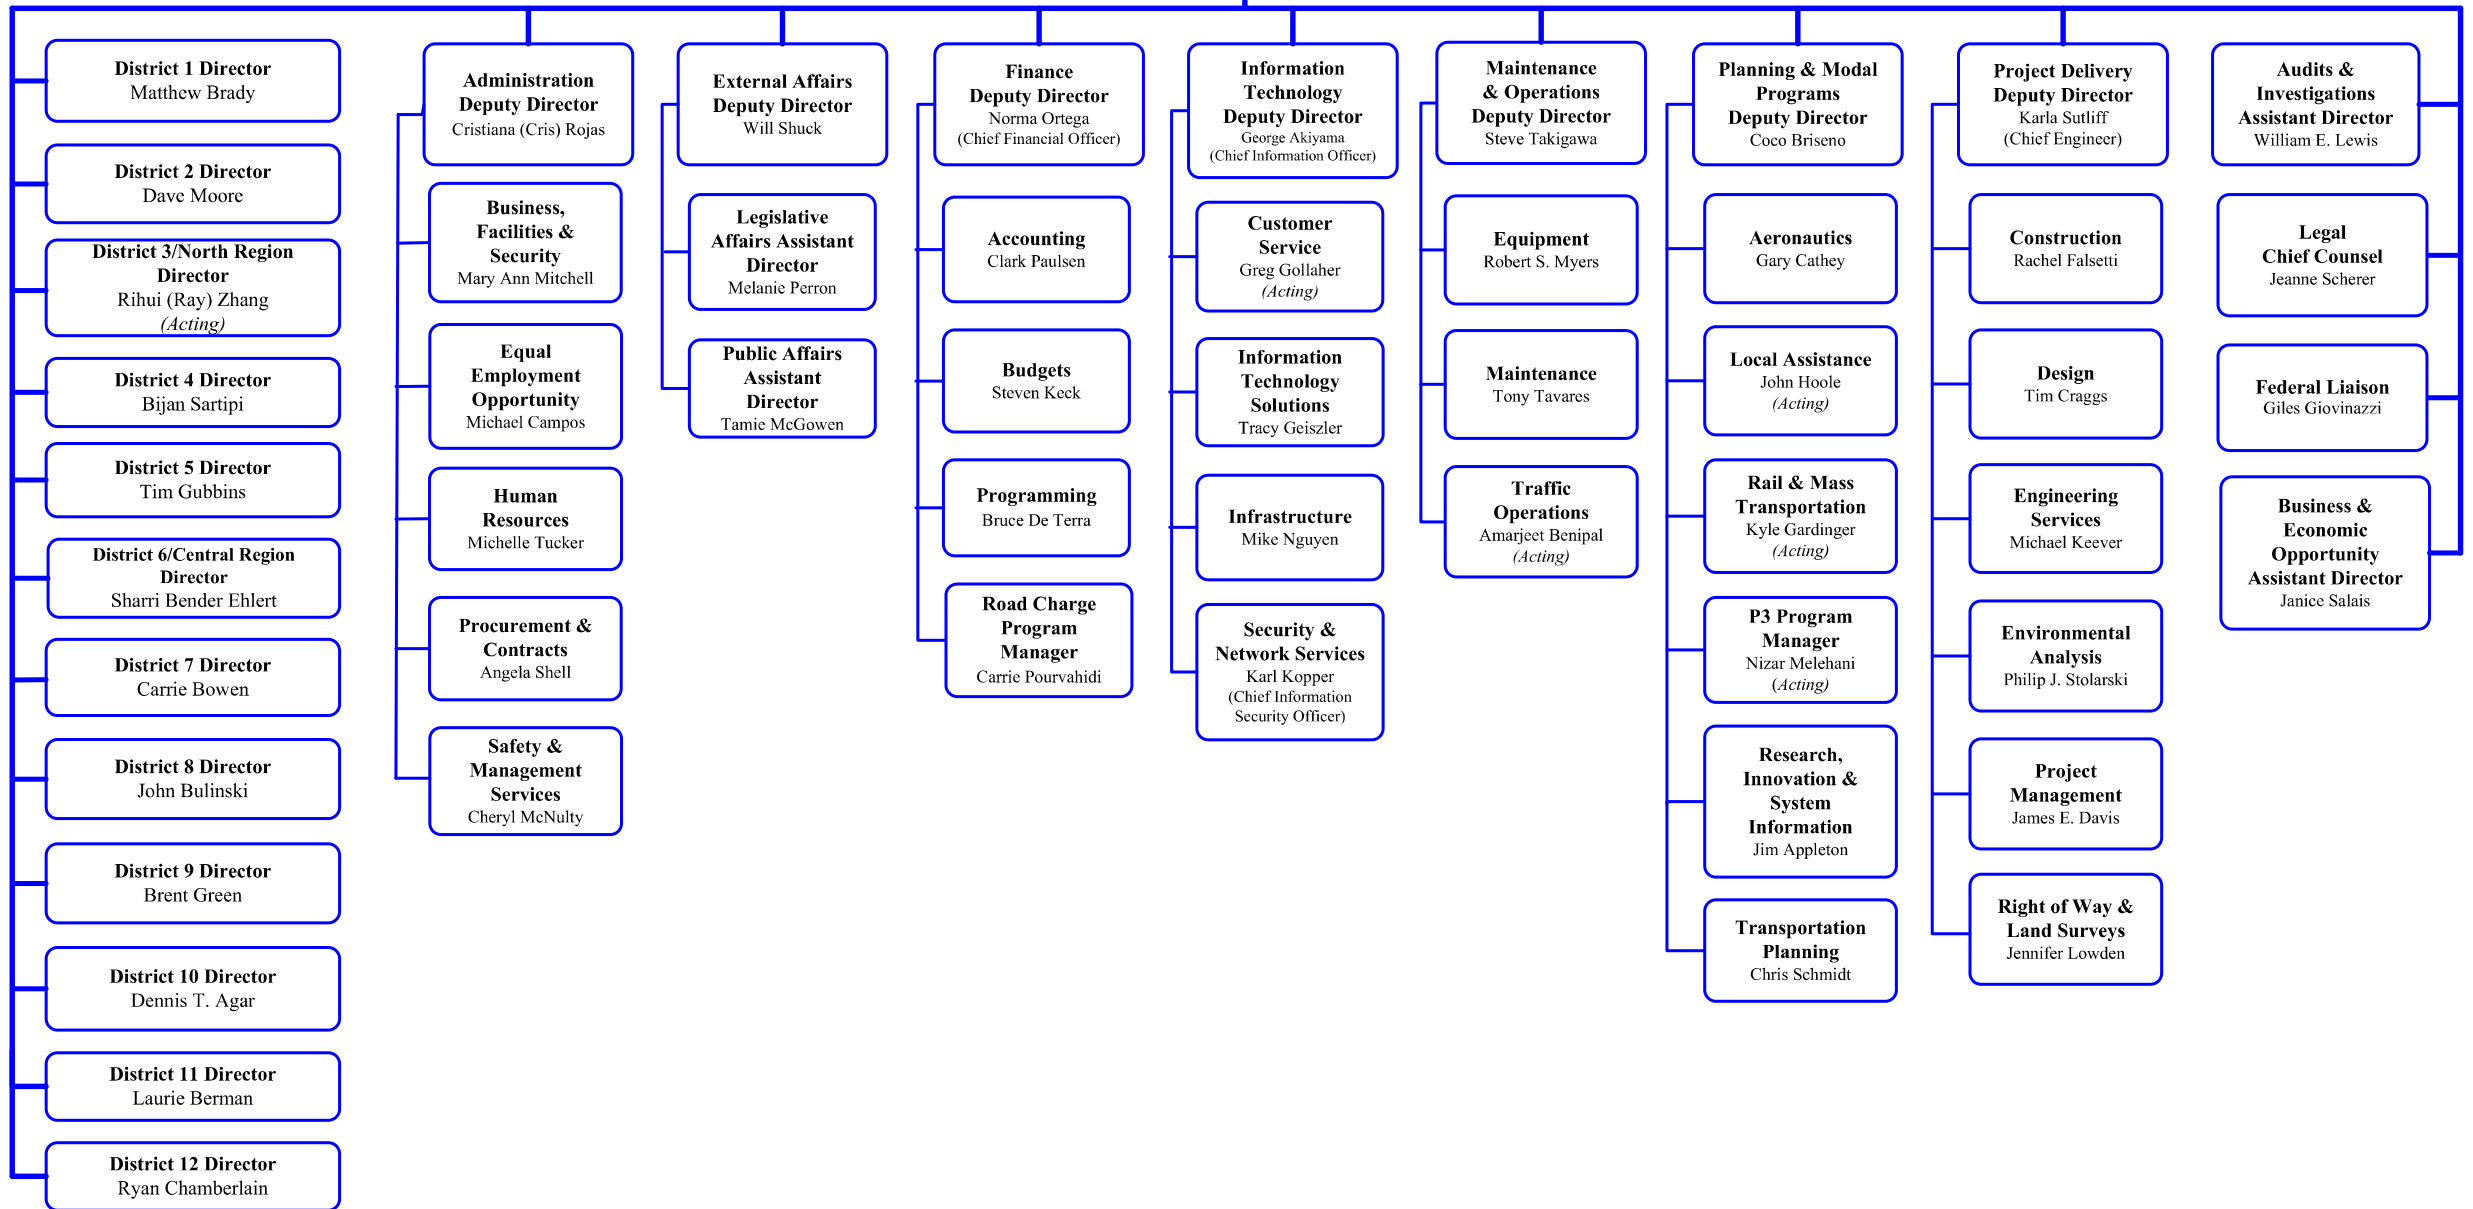 District 1 Director
Matthew Brady
District 2 Director
Dave Moore
District 3/North Region
Director
Rihui (Ray) Zhang
(Acting)
District 4 Director
Bijan Sartipi
District 5 Director
Tim Gubbins
District 6/Central Region
Director
Sharri Bender Ehlert
District 7 Director
Carrie Bowen
District 8 Director
John Bulinski
District 9 Director
Brent Green
District 10 Director
Dennis T. Agar
District 11 Director
Laurie Berman
District 12 Director
Ryan Chamberlain
Administration
Deputy Director
Cristiana (Cris) Rojas
Business,
Facilities &
Security
Mary Ann Mitchell
Equal
Employment
Opportunity
Michael Campos
Human
Resources
Michelle Tucker
Procurement &
Contracts
Angela Shell
Safety &
Management
Services
Cheryl McNulty
External Affairs
Deputy Director
Will Shuck
Legislative
Affairs Assistant
Director
Melanie Perron
Public Affairs
Assistant
Director
Tamie McGowen
Finance
Deputy Director
Norma Ortega
(Chief Financial Officer)
Accounting
Clark Paulsen
Budgets
Steven Keck
Programming
Bruce De Terra
Road Charge
Program
Manager
Carrie Pourvahidi
Information
Technology
Deputy Director
George Akiyama
(Chief Information Officer)
Customer
Service
Greg Gollaher
(Acting)
Information
Technology
Solutions
Tracy Geiszler
Infrastructure
Mike Nguyen
Security &
Network Services
Karl Kopper
(Chief Information
Security Officer)
Maintenance
& Operations
Deputy Director
Steve Takigawa
Equipment
Robert S. Myers
Maintenance
Tony Tavares
Traffic
Operations
Amarjeet Benipal
(Acting)
Planning & Modal
Programs
Deputy Director
Coco Briseno
Aeronautics
Gary Cathey
Local Assistance
John Hoole
(Acting)
Rail & Mass
Transportation
Kyle Gardinger
(Acting)
P3 Program
Manager
Nizar Melehani
(Acting)
Research,
Innovation &
System
Information
Jim Appleton
Transportation
Planning
Chris Schmidt
Project Delivery
Deputy Director
Karla Sutliff
(Chief Engineer)
Construction
Rachel Falsetti
Design
Tim Craggs
Engineering
Services
Michael Keever
Environmental
Analysis
Philip J. Stolarski
Project
Management
James E. Davis
Right of Way &
Land Surveys
Jennifer Lowden
Audits &
Investigations
Assistant Director
William E. Lewis
Legal
Chief Counsel
Jeanne Scherer
Federal Liaison
Giles Giovinazzi
Business &
Economic
Opportunity
Assistant Director
Janice Salais